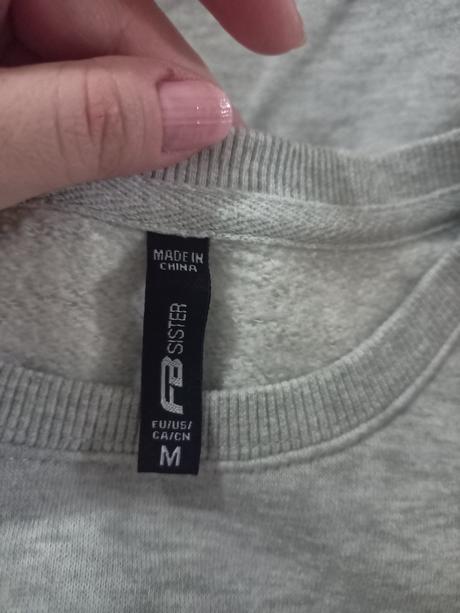 MADE IN
CHINA
FB SISTER
EU/US/
CA/CN
M